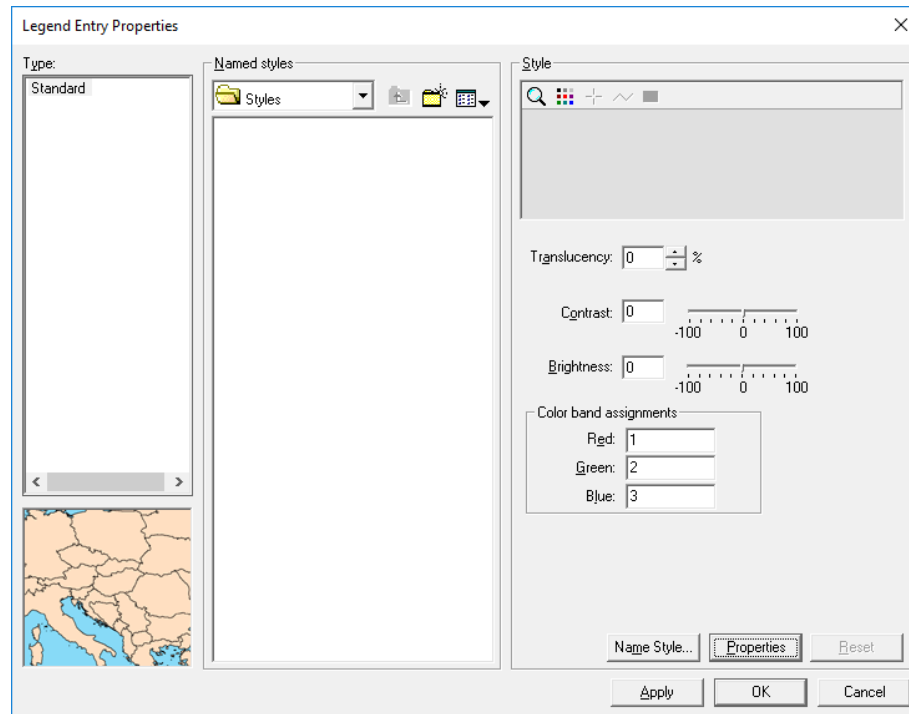 Legend Entry Properties
Type:
Standard
Named styles
Styles
Style
Translucency: 0 %
Contrast: 0
-100 0 100
Brightness: 0
-100 0 100
Color band assignments
Red: 1
Green: 2
Blue: 3
Name Style... Properties Reset
Apply OK Cancel